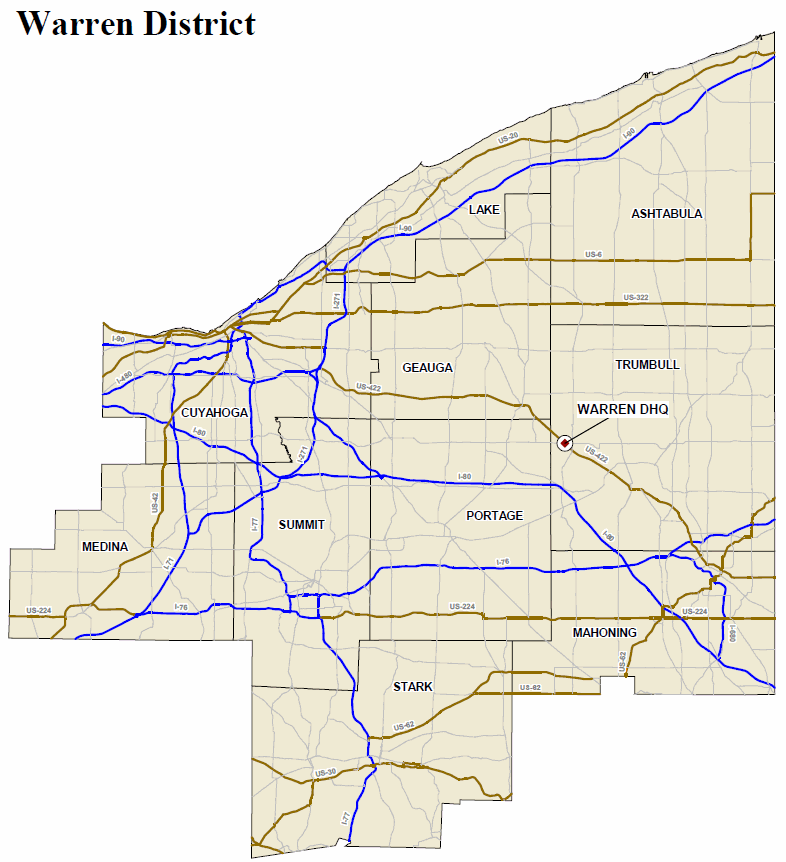 Warren District
US-20
I-90
LAKE
ASHTABULA
I-90
US-6
I-271
US-322
I-90
GEAUGA
TRUMBULL
I-480
US-422
CUYAHOGA
WARREN DHQ
I-80
I-271
US-422
I-80
US-42
SUMMIT
PORTAGE
I-77
I-80
MEDINA
I-71
I-76
US-224
I-76
US-224
US-224
I-680
MAHONING
US-62
STARK
US-62
US-62
US-30
I-77